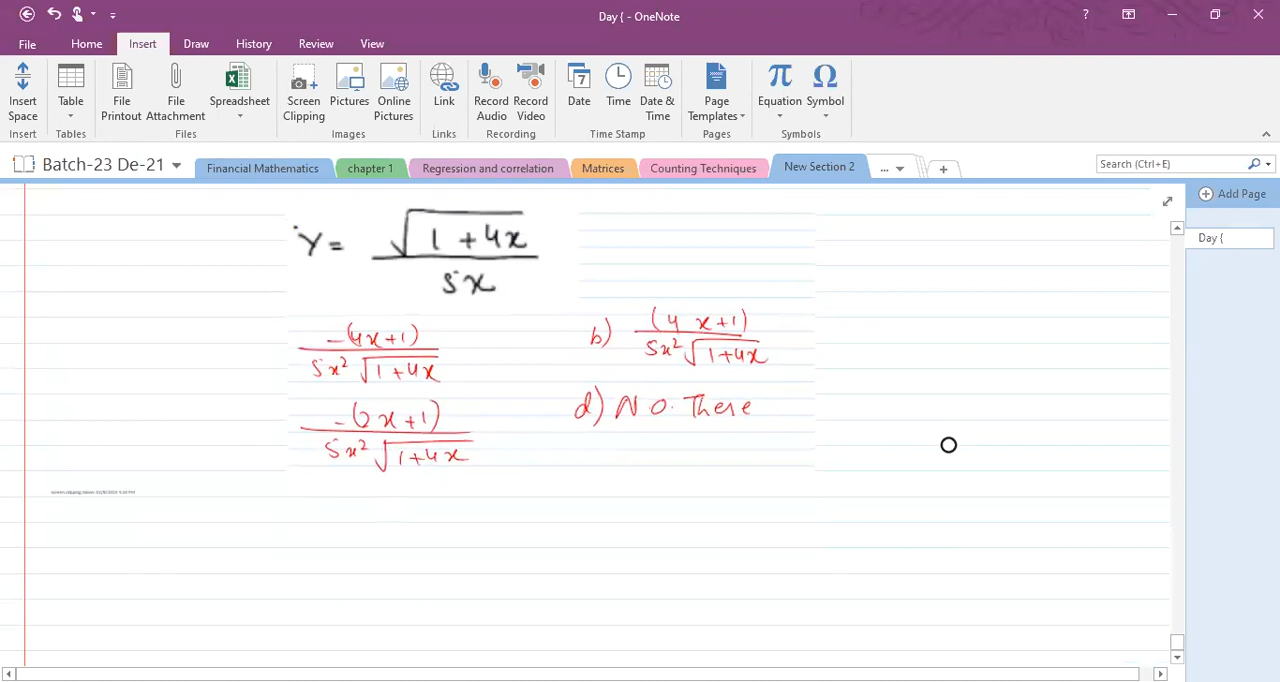 Day { - OneNote
?
File Home Insert Draw History Review View
Insert Space
Table
File Printout
File Attachment
Spreadsheet
Screen Clipping
Pictures
Online Pictures
Link
Record Audio
Record Video
Date
Time
Date & Time
Page Templates
Equation
Symbol
Insert Tables Files Images Links Recording Time Stamp Pages Symbols
Batch-23 De-21
Financial Mathematics
chapter 1
Regression and correlation
Matrices
Counting Techniques
New Section 2
...
+
Search (Ctrl+E)
Add Page
Day {
Y = √(1 + 4x) / 5x
-(4x+1) / 5x² √(1+4x)
b) (4x+1) / 5x² √(1+4x)
-(2x+1) / 5x² √(1+4x)
d) NO. There